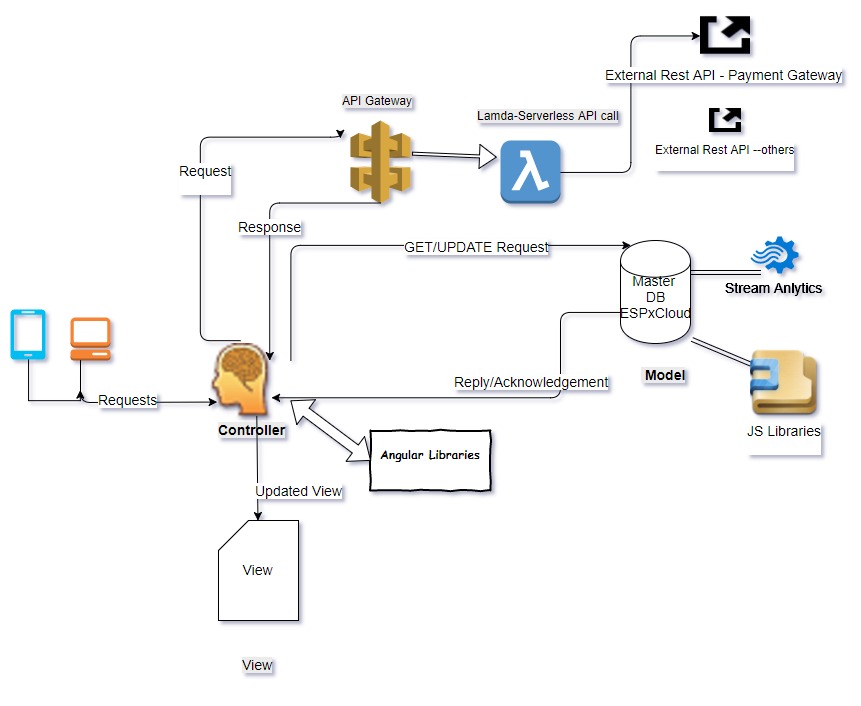 External Rest API - Payment Gateway
API Gateway
Lamda-Serverless API call
External Rest API --others
Request
Response
GET/UPDATE Request
Master
DB
ESPxCloud
Stream Anlytics
Model
Reply/Acknowledgement
Requests
Controller
Angular Libraries
JS Libraries
Updated View
View
View